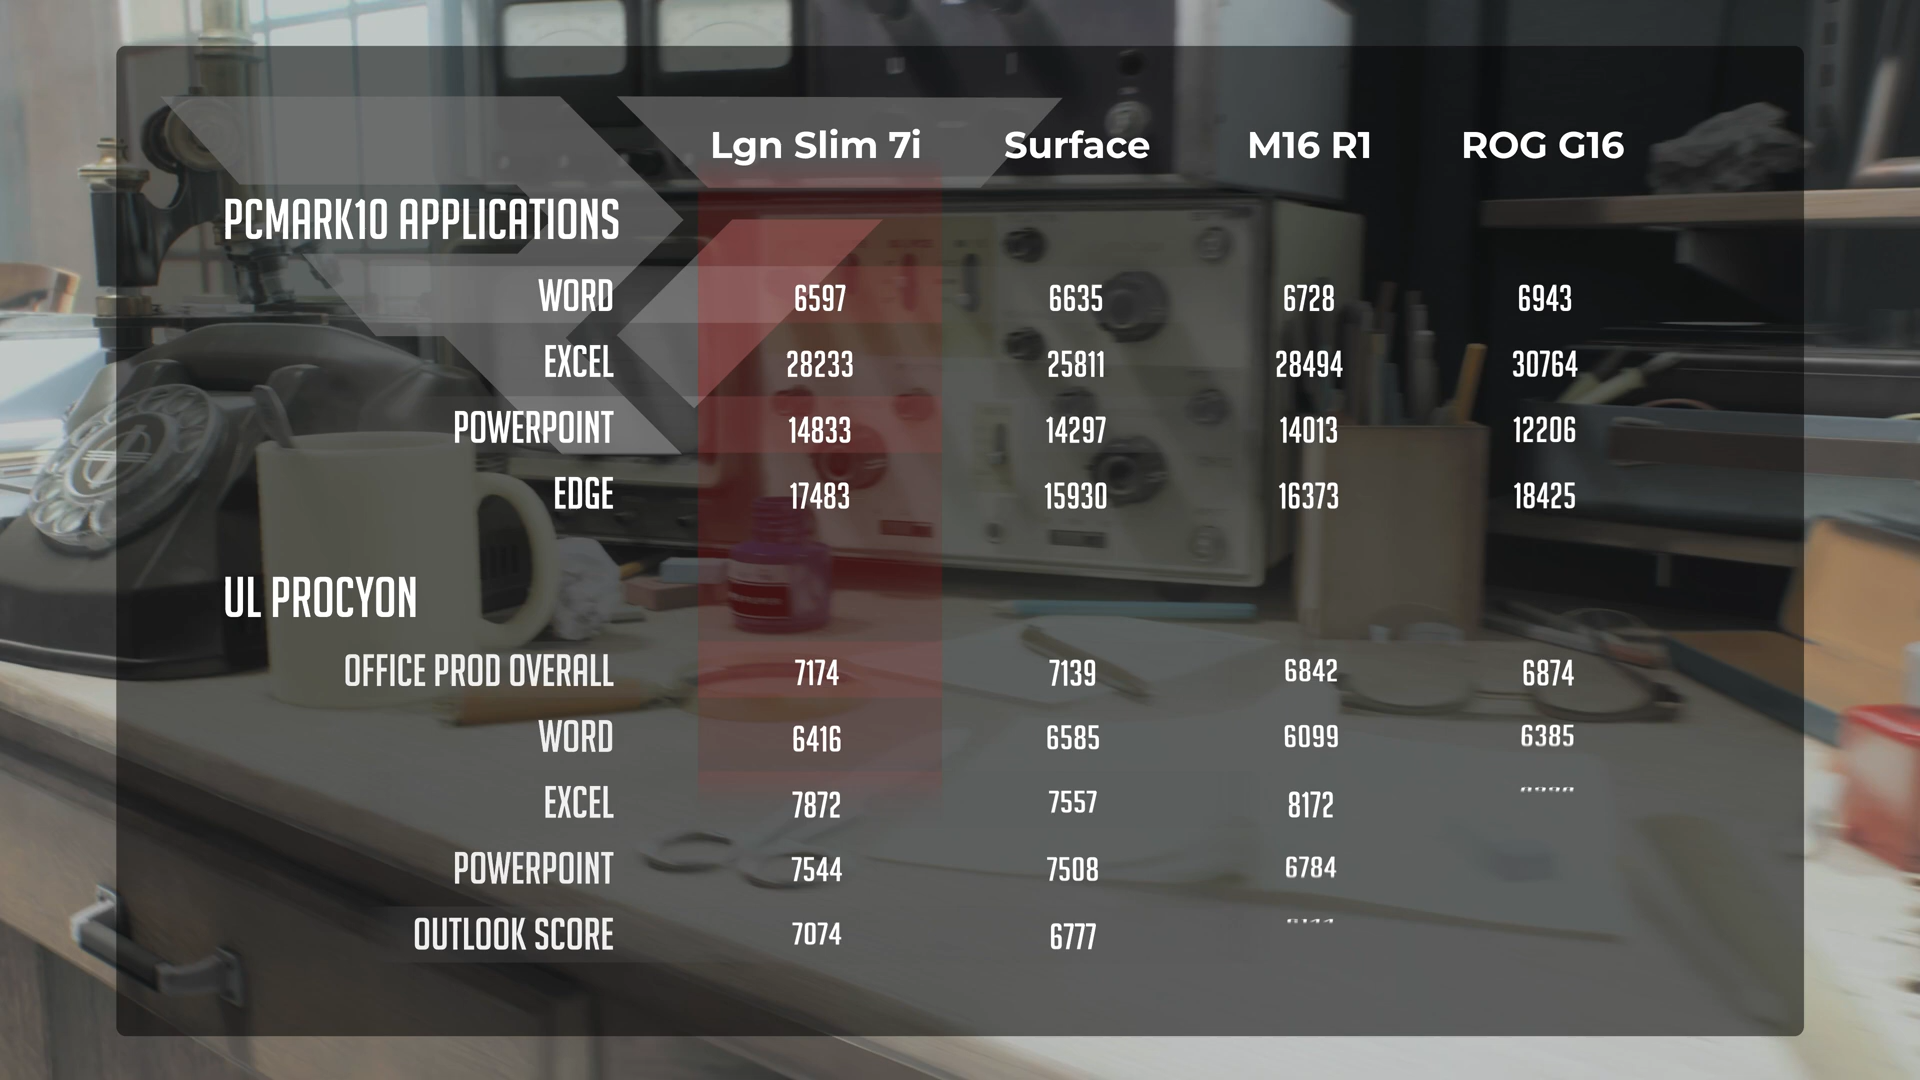 Lgn Slim 7i Surface M16 R1 ROG G16
PCMARK10 APPLICATIONS
WORD 6597 6635 6728 6943
EXCEL 28233 25811 28494 30764
POWERPOINT 14833 14297 14013 12206
EDGE 17483 15930 16373 18425
UL PROCYON
OFFICE PROD OVERALL 7174 7139 6842 6874
WORD 6416 6585 6099 6385
EXCEL 7872 7557 8172
POWERPOINT 7544 7508 6784
OUTLOOK SCORE 7074 6777